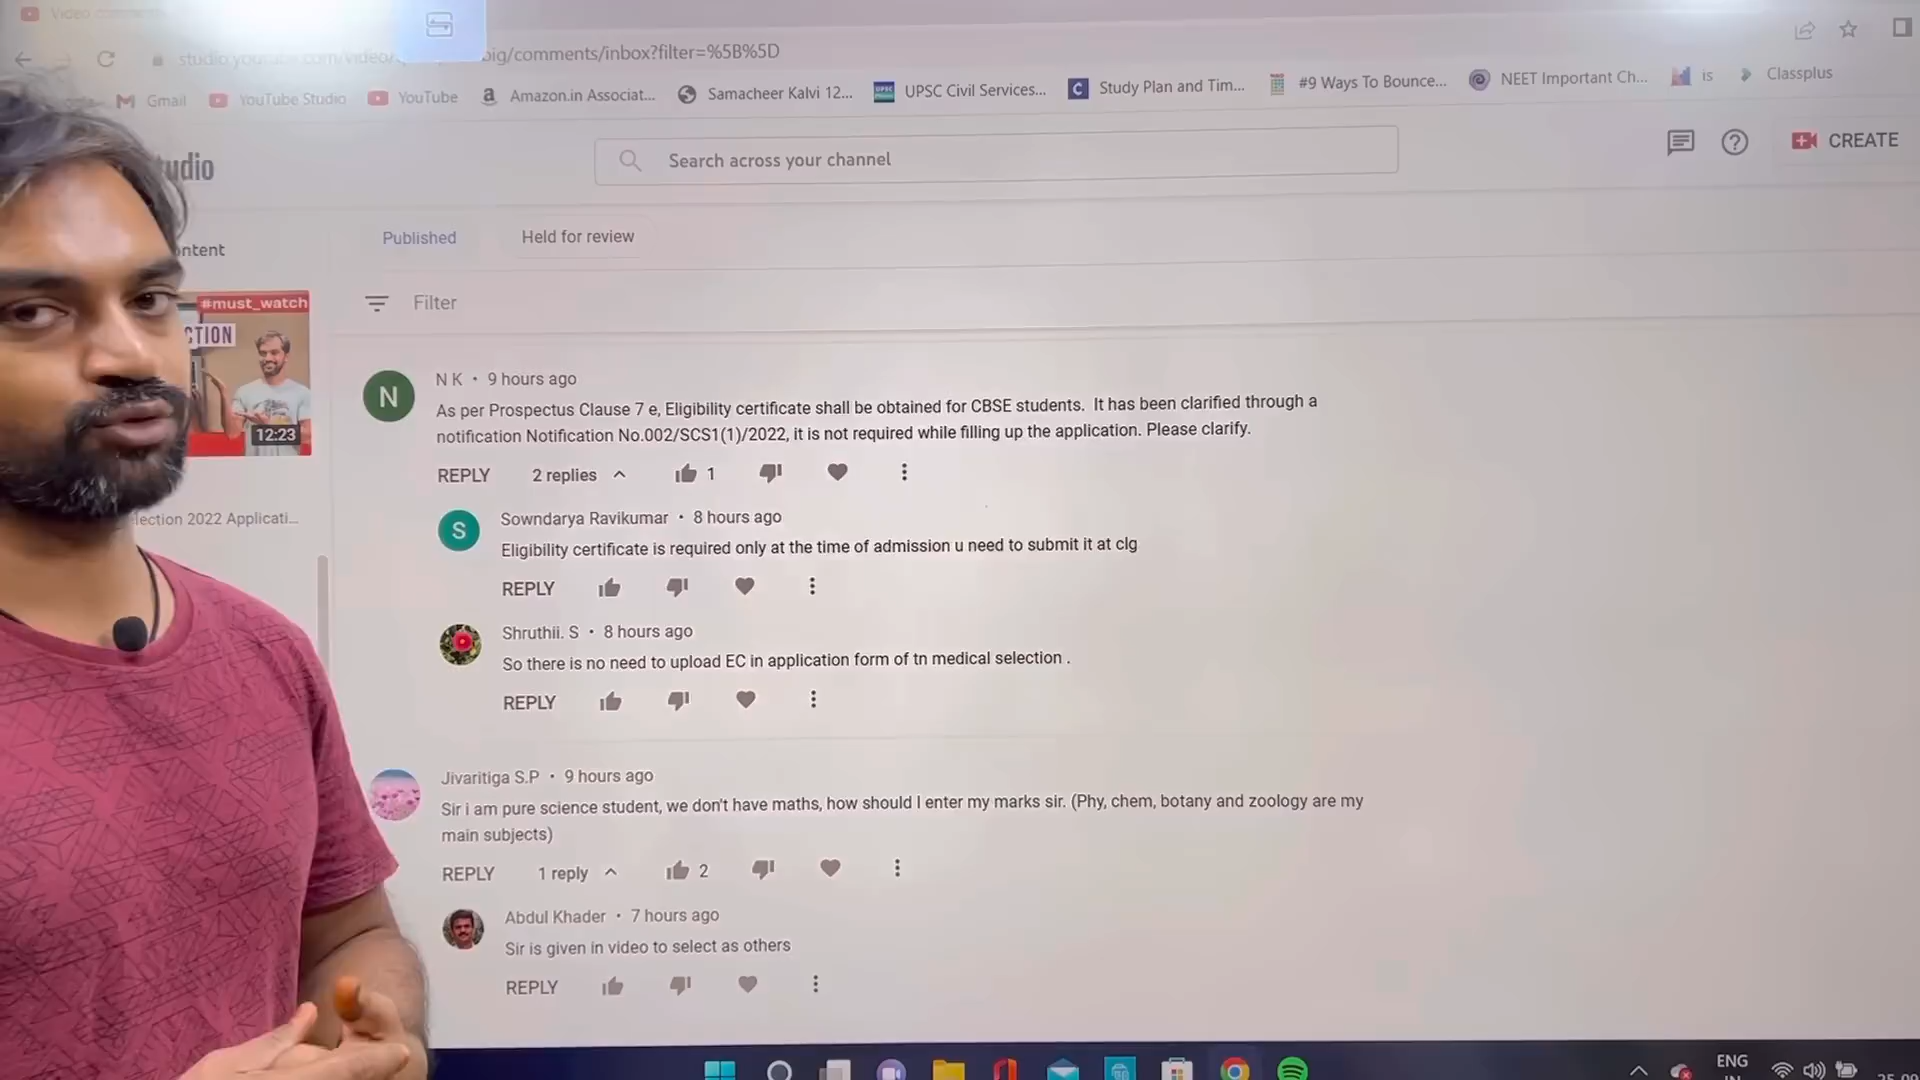 Video comments
studio.youtube.com/video/
big/comments/inbox?filter=%5B%5D
Gmail
YouTube Studio
YouTube
Amazon.in Associat...
Samacheer Kalvi 12...
UPSC Civil Services...
Study Plan and Tim...
#9 Ways To Bounce...
NEET Important Ch...
is
Classplus
udio
Search across your channel
CREATE
ontent
Published
Held for review
#must_watch
CTION
12:23
lection 2022 Applicati...
Filter
N
N K • 9 hours ago
As per Prospectus Clause 7 e, Eligibility certificate shall be obtained for CBSE students. It has been clarified through a
notification Notification No.002/SCS1(1)/2022, it is not required while filling up the application. Please clarify.
REPLY 2 replies 1
S
Sowndarya Ravikumar • 8 hours ago
Eligibility certificate is required only at the time of admission u need to submit it at clg
REPLY
Shruthii. S • 8 hours ago
So there is no need to upload EC in application form of tn medical selection .
REPLY
Jivaritiga S.P • 9 hours ago
Sir i am pure science student, we don't have maths, how should I enter my marks sir. (Phy, chem, botany and zoology are my
main subjects)
REPLY 1 reply 2
Abdul Khader • 7 hours ago
Sir is given in video to select as others
REPLY
ENG
IN